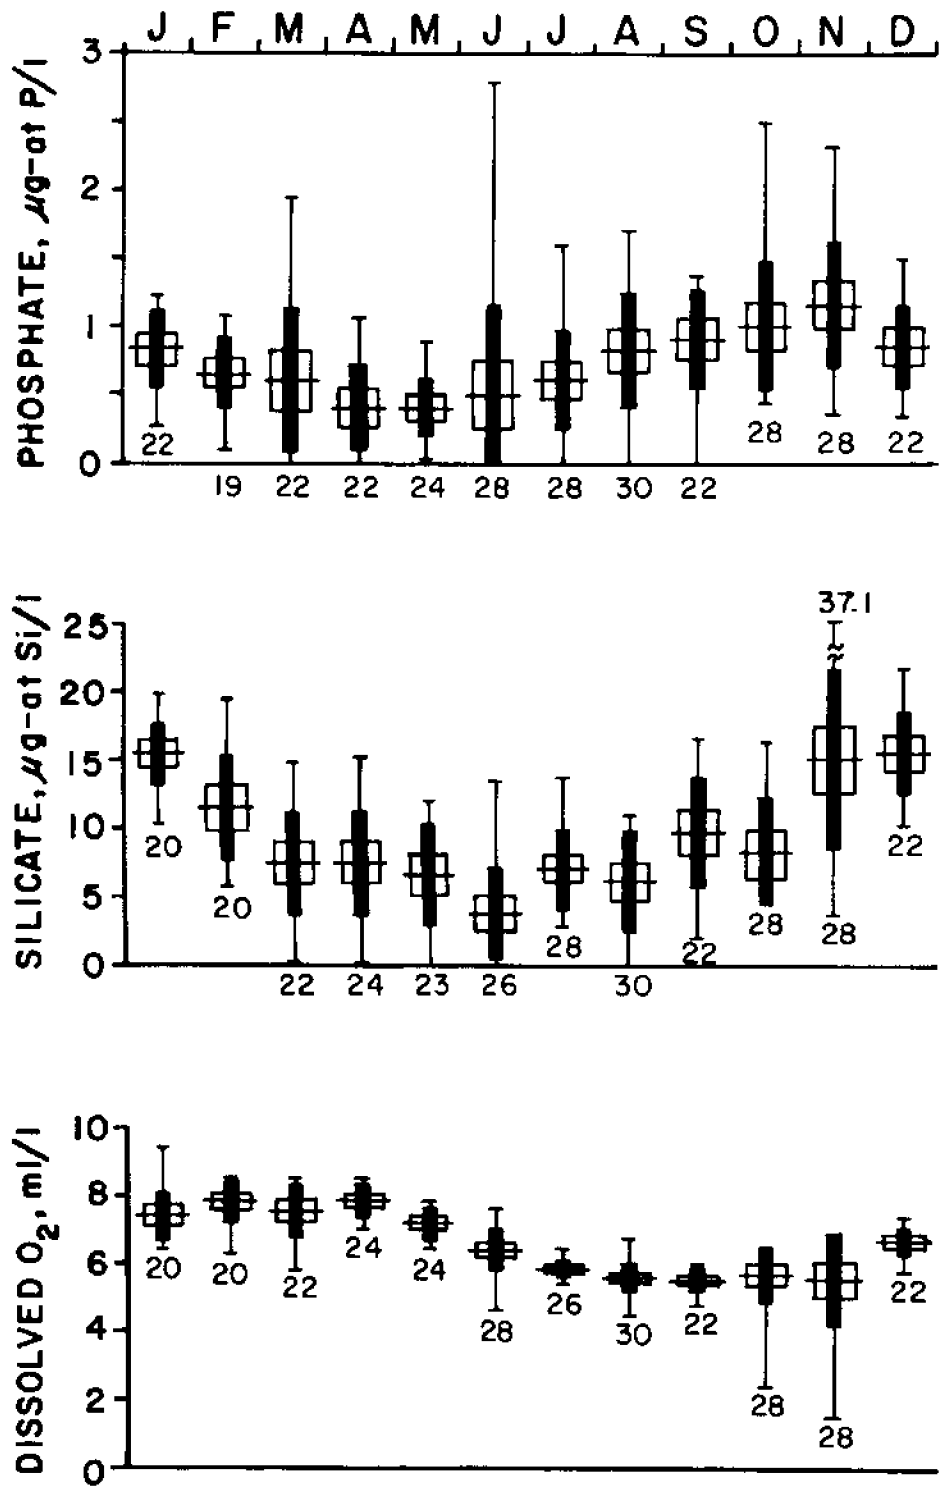 J F M A M J J A S O N D
PHOSPHATE, μg-at P/l
3
2
1
0
22 28 28 22
19 22 22 24 28 28 30 22
SILICATE, μg-at Si/l
37.1
25
20
15
10
5
0
20 20 28 22 28 28 22
22 24 23 26 30
DISSOLVED O2, ml/l
10
8
6
4
2
0
20 20 22 24 24 28 26 30 22 28 28 22